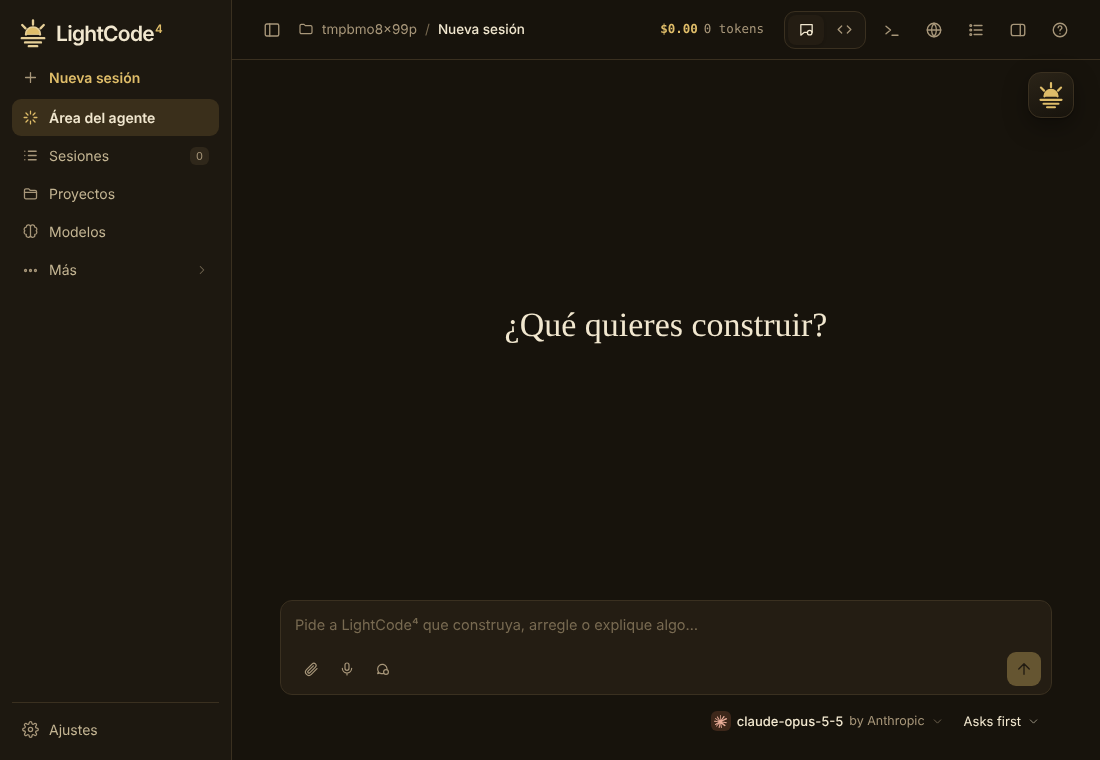 LightCode⁴
Nueva sesión
Área del agente
Sesiones 0
Proyectos
Modelos
Más
Ajustes
tmpbmo8x99p / Nueva sesión
$0.00 0 tokens
¿Qué quieres construir?
Pide a LightCode⁴ que construya, arregle o explique algo...
claude-opus-5-5 by Anthropic Asks first